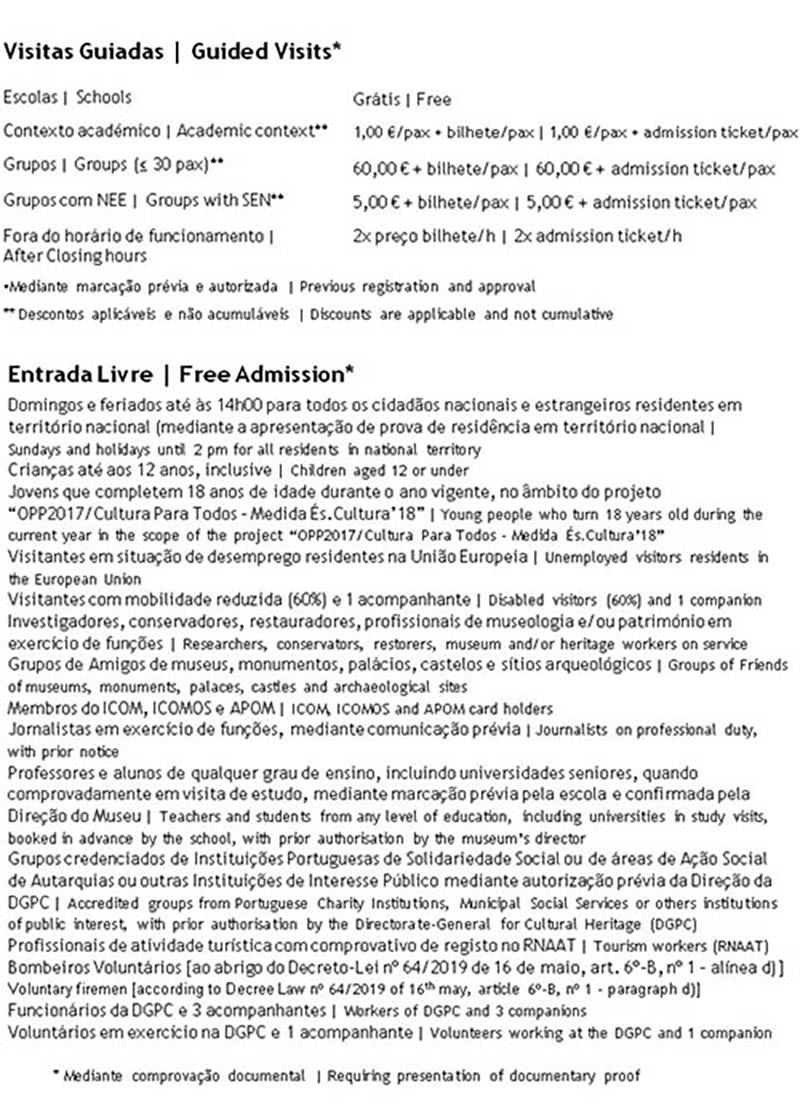 Visitas Guiadas | Guided Visits*
Escolas | Schools
Grátis | Free
Contexto académico | Academic context**
1,00 €/pax + bilhete/pax | 1,00 €/pax + admission ticket/pax
Grupos | Groups (≤ 30 pax)**
60,00 € + bilhete/pax | 60,00 € + admission ticket/pax
Grupos com NEE | Groups with SEN**
5,00 € + bilhete/pax | 5,00 € + admission ticket/pax
Fora do horário de funcionamento |
After Closing hours
2x preço bilhete/h | 2x admission ticket/h
*Mediante marcação prévia e autorizada | Previous registration and approval
** Descontos aplicáveis e não acumuláveis | Discounts are applicable and not cumulative
Entrada Livre | Free Admission*
Domingos e feriados até às 14h00 para todos os cidadãos nacionais e estrangeiros residentes em
território nacional (mediante a apresentação de prova de residência em território nacional |
Sundays and holidays until 2 pm for all residents in national territory
Crianças até aos 12 anos, inclusive | Children aged 12 or under
Jovens que completem 18 anos de idade durante o ano vigente, no âmbito do projeto
“OPP2017/Cultura Para Todos - Medida És.Cultura’18” | Young people who turn 18 years old during the
current year in the scope of the project “OPP2017/Cultura Para Todos - Medida És.Cultura’18”
Visitantes em situação de desemprego residentes na União Europeia | Unemployed visitors residents in
the European Union
Visitantes com mobilidade reduzida (60%) e 1 acompanhante | Disabled visitors (60%) and 1 companion
Investigadores, conservadores, restauradores, profissionais de museologia e/ou património em
exercício de funções | Researchers, conservators, restorers, museum and/or heritage workers on service
Grupos de Amigos de museus, monumentos, palácios, castelos e sítios arqueológicos | Groups of Friends
of museums, monuments, palaces, castles and archaeological sites
Membros do ICOM, ICOMOS e APOM | ICOM, ICOMOS and APOM card holders
Jornalistas em exercício de funções, mediante comunicação prévia | Journalists on professional duty,
with prior notice
Professores e alunos de qualquer grau de ensino, incluindo universidades seniores, quando
comprovadamente em visita de estudo, mediante marcação prévia pela escola e confirmada pela
Direção do Museu | Teachers and students from any level of education, including universities in study visits,
booked in advance by the school, with prior authorisation by the museum's director
Grupos credenciados de Instituições Portuguesas de Solidariedade Social ou de áreas de Ação Social
de Autarquias ou outras Instituições de Interesse Público mediante autorização prévia da Direção da
DGPC | Accredited groups from Portuguese Charity Institutions, Municipal Social Services or others institutions
of public interest, with prior authorisation by the Directorate-General for Cultural Heritage (DGPC)
Profissionais de atividade turística com comprovativo de registo no RNAAT | Tourism workers (RNAAT)
Bombeiros Voluntários [ao abrigo do Decreto-Lei nº 64/2019 de 16 de maio, art. 6º-B, nº 1 - alínea d)] |
Voluntary firemen [according to Decree Law nº 64/2019 of 16th may, article 6º-B, nº 1 - paragraph d)]
Funcionários da DGPC e 3 acompanhantes | Workers of DGPC and 3 companions
Voluntários em exercício na DGPC e 1 acompanhante | Volunteers working at the DGPC and 1 companion
* Mediante comprovação documental | Requiring presentation of documentary proof